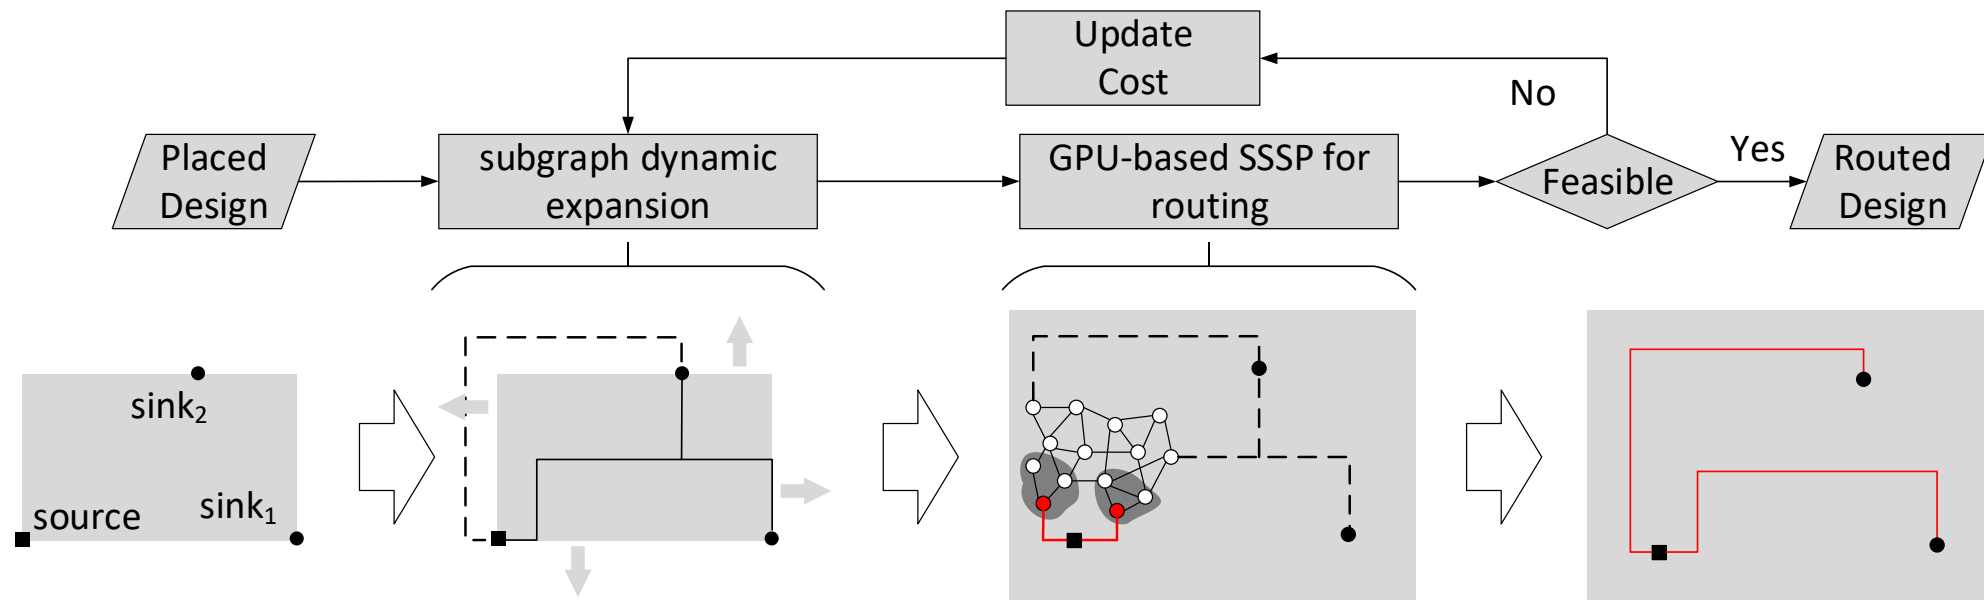 Update
Cost
No
Placed
Design
subgraph dynamic
expansion
GPU-based SSSP for
routing
Feasible
Yes
Routed
Design
sink₂
source
sink₁